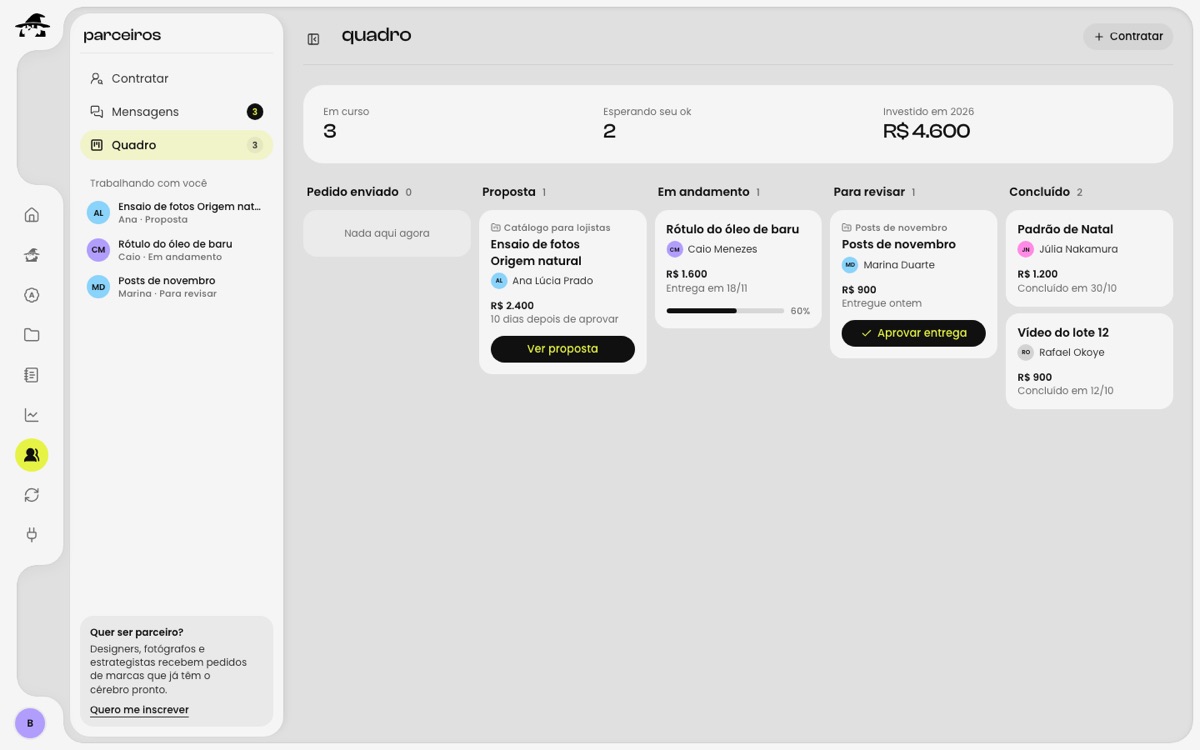 parceiros
Contratar
Mensagens 3
Quadro 3
Trabalhando com você
AL
Ensaio de fotos Origem nat...
Ana · Proposta
CM
Rótulo do óleo de baru
Caio · Em andamento
MD
Posts de novembro
Marina · Para revisar
Quer ser parceiro?
Designers, fotógrafos e
estrategistas recebem pedidos
de marcas que já têm o
cérebro pronto.
Quero me inscrever
B
quadro
+ Contratar
Em curso
3
Esperando seu ok
2
Investido em 2026
R$ 4.600
Pedido enviado 0
Nada aqui agora
Proposta 1
Catálogo para lojistas
Ensaio de fotos
Origem natural
AL Ana Lúcia Prado
R$ 2.400
10 dias depois de aprovar
Ver proposta
Em andamento 1
Rótulo do óleo de baru
CM Caio Menezes
R$ 1.600
Entrega em 18/11
60%
Para revisar 1
Posts de novembro
Posts de novembro
MD Marina Duarte
R$ 900
Entregue ontem
Aprovar entrega
Concluído 2
Padrão de Natal
JN Júlia Nakamura
R$ 1.200
Concluído em 30/10
Vídeo do lote 12
RO Rafael Okoye
R$ 900
Concluído em 12/10